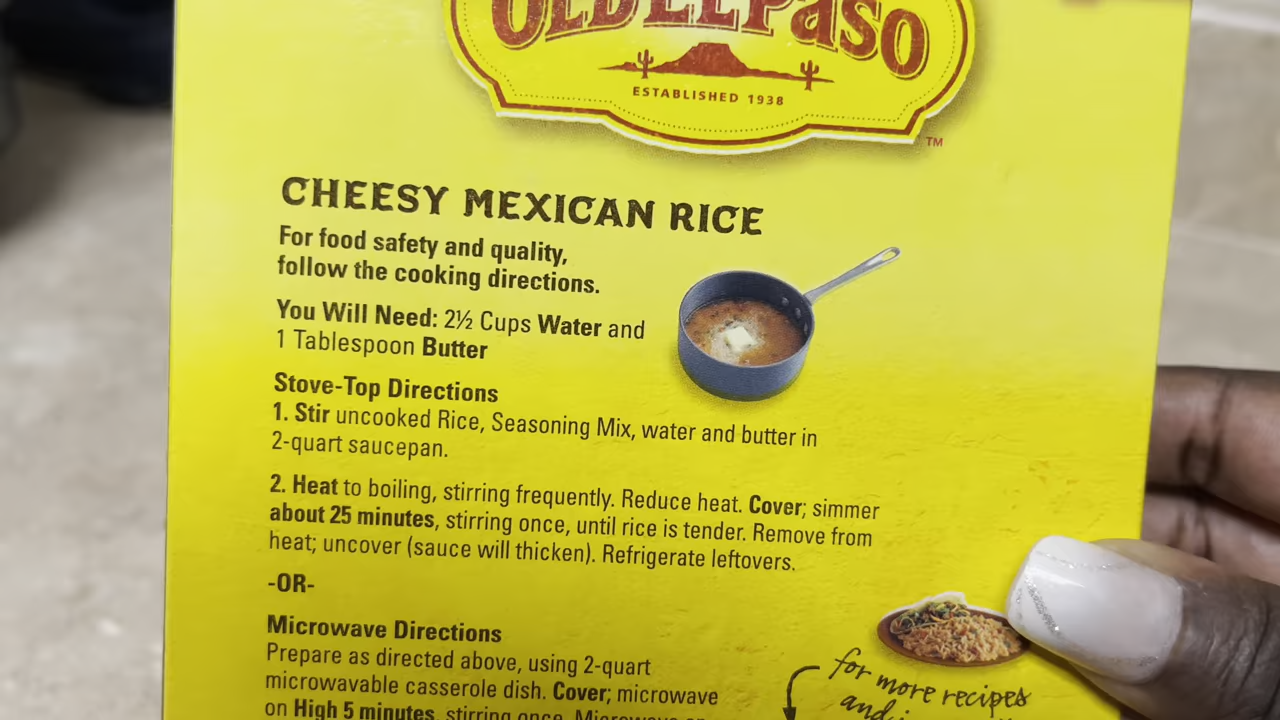 OLD EL PASO
ESTABLISHED 1938
TM
CHEESY MEXICAN RICE
For food safety and quality,
follow the cooking directions.
You Will Need: 2½ Cups Water and
1 Tablespoon Butter
Stove-Top Directions
1. Stir uncooked Rice, Seasoning Mix, water and butter in
2-quart saucepan.
2. Heat to boiling, stirring frequently. Reduce heat. Cover; simmer
about 25 minutes, stirring once, until rice is tender. Remove from
heat; uncover (sauce will thicken). Refrigerate leftovers.
-OR-
Microwave Directions
Prepare as directed above, using 2-quart
microwavable casserole dish. Cover; microwave
on High 5 minutes, stirring once. Microwave on
for more recipes
and